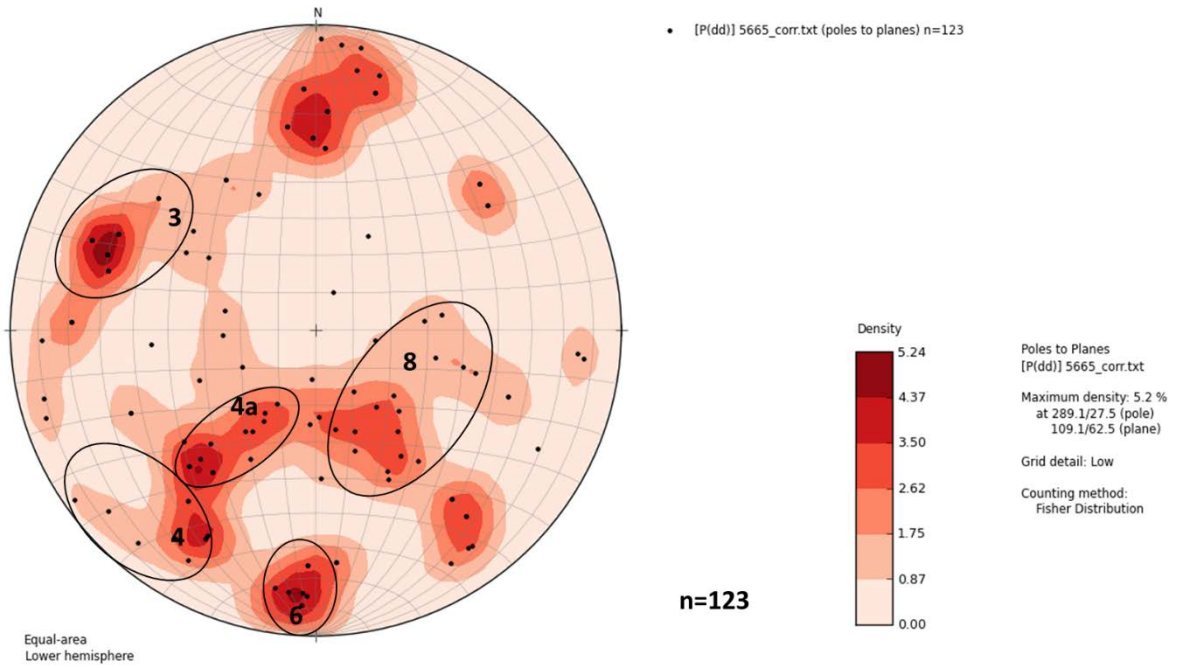 N
[P(dd)] 5665_corr.txt (poles to planes) n=123
3
8
4a
4
6
n=123
Equal-area
Lower hemisphere
Density
5.24
4.37
3.50
2.62
1.75
0.87
0.00
Poles to Planes
[P(dd)] 5665_corr.txt
Maximum density: 5.2 %
at 289.1/27.5 (pole)
109.1/62.5 (plane)
Grid detail: Low
Counting method:
Fisher Distribution